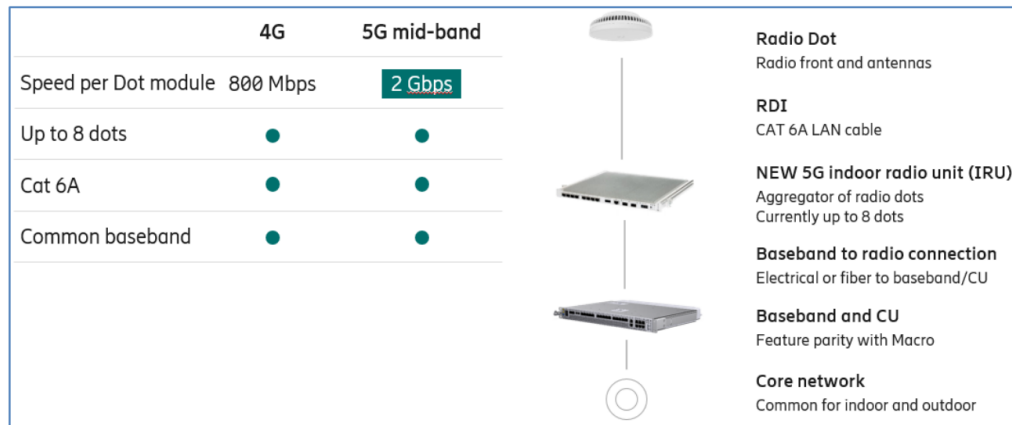 4G 5G mid-band
Speed per Dot module 800 Mbps 2 Gbps
Up to 8 dots
Cat 6A
Common baseband
Radio Dot
Radio front and antennas
RDI
CAT 6A LAN cable
NEW 5G indoor radio unit (IRU)
Aggregator of radio dots
Currently up to 8 dots
Baseband to radio connection
Electrical or fiber to baseband/CU
Baseband and CU
Feature parity with Macro
Core network
Common for indoor and outdoor